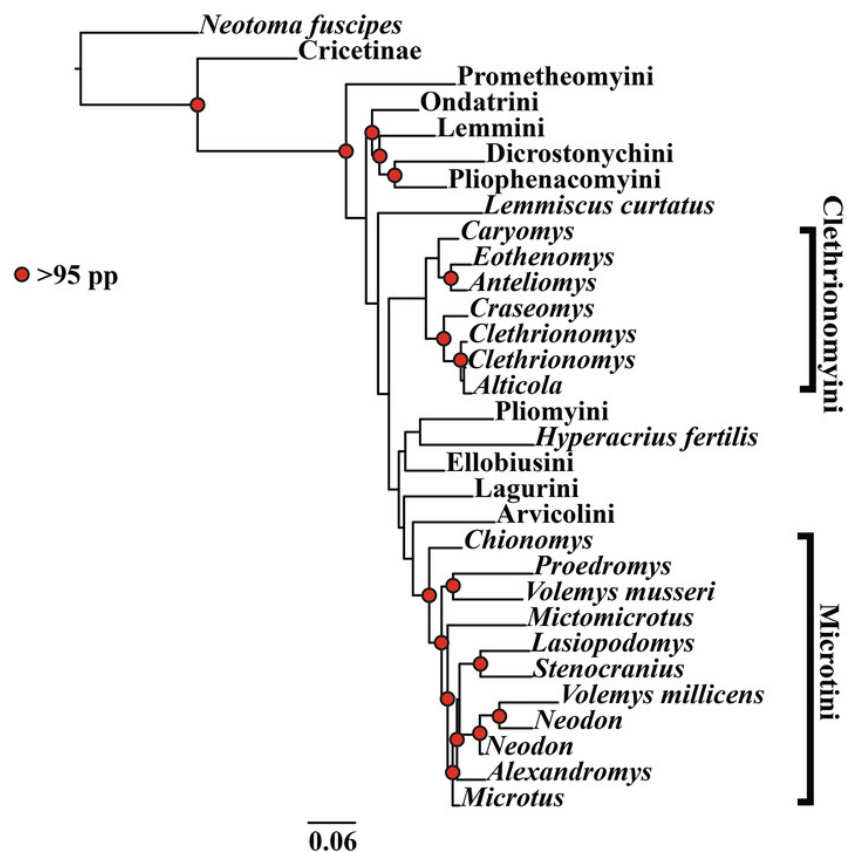 Neotoma fuscipes
Cricetinae
Prometheomyini
Ondatrini
Lemmini
Dicrostonychini
Pliophenacomyini
Lemmiscus curtatus
Caryomys
Eothenomys
>95 pp
Anteliomys
Craseomys
Clethrionomys
Clethrionomys
Alticola
Clethrionomyini
Pliomyini
Hyperacrius fertilis
Ellobiusini
Lagurini
Arvicolini
Chionomys
Proedromys
Volemys musseri
Mictomicrotus
Lasiopodomys
Stenocranius
Volemys millicens
Neodon
Neodon
Alexandromys
Microtus
Microtini
0.06